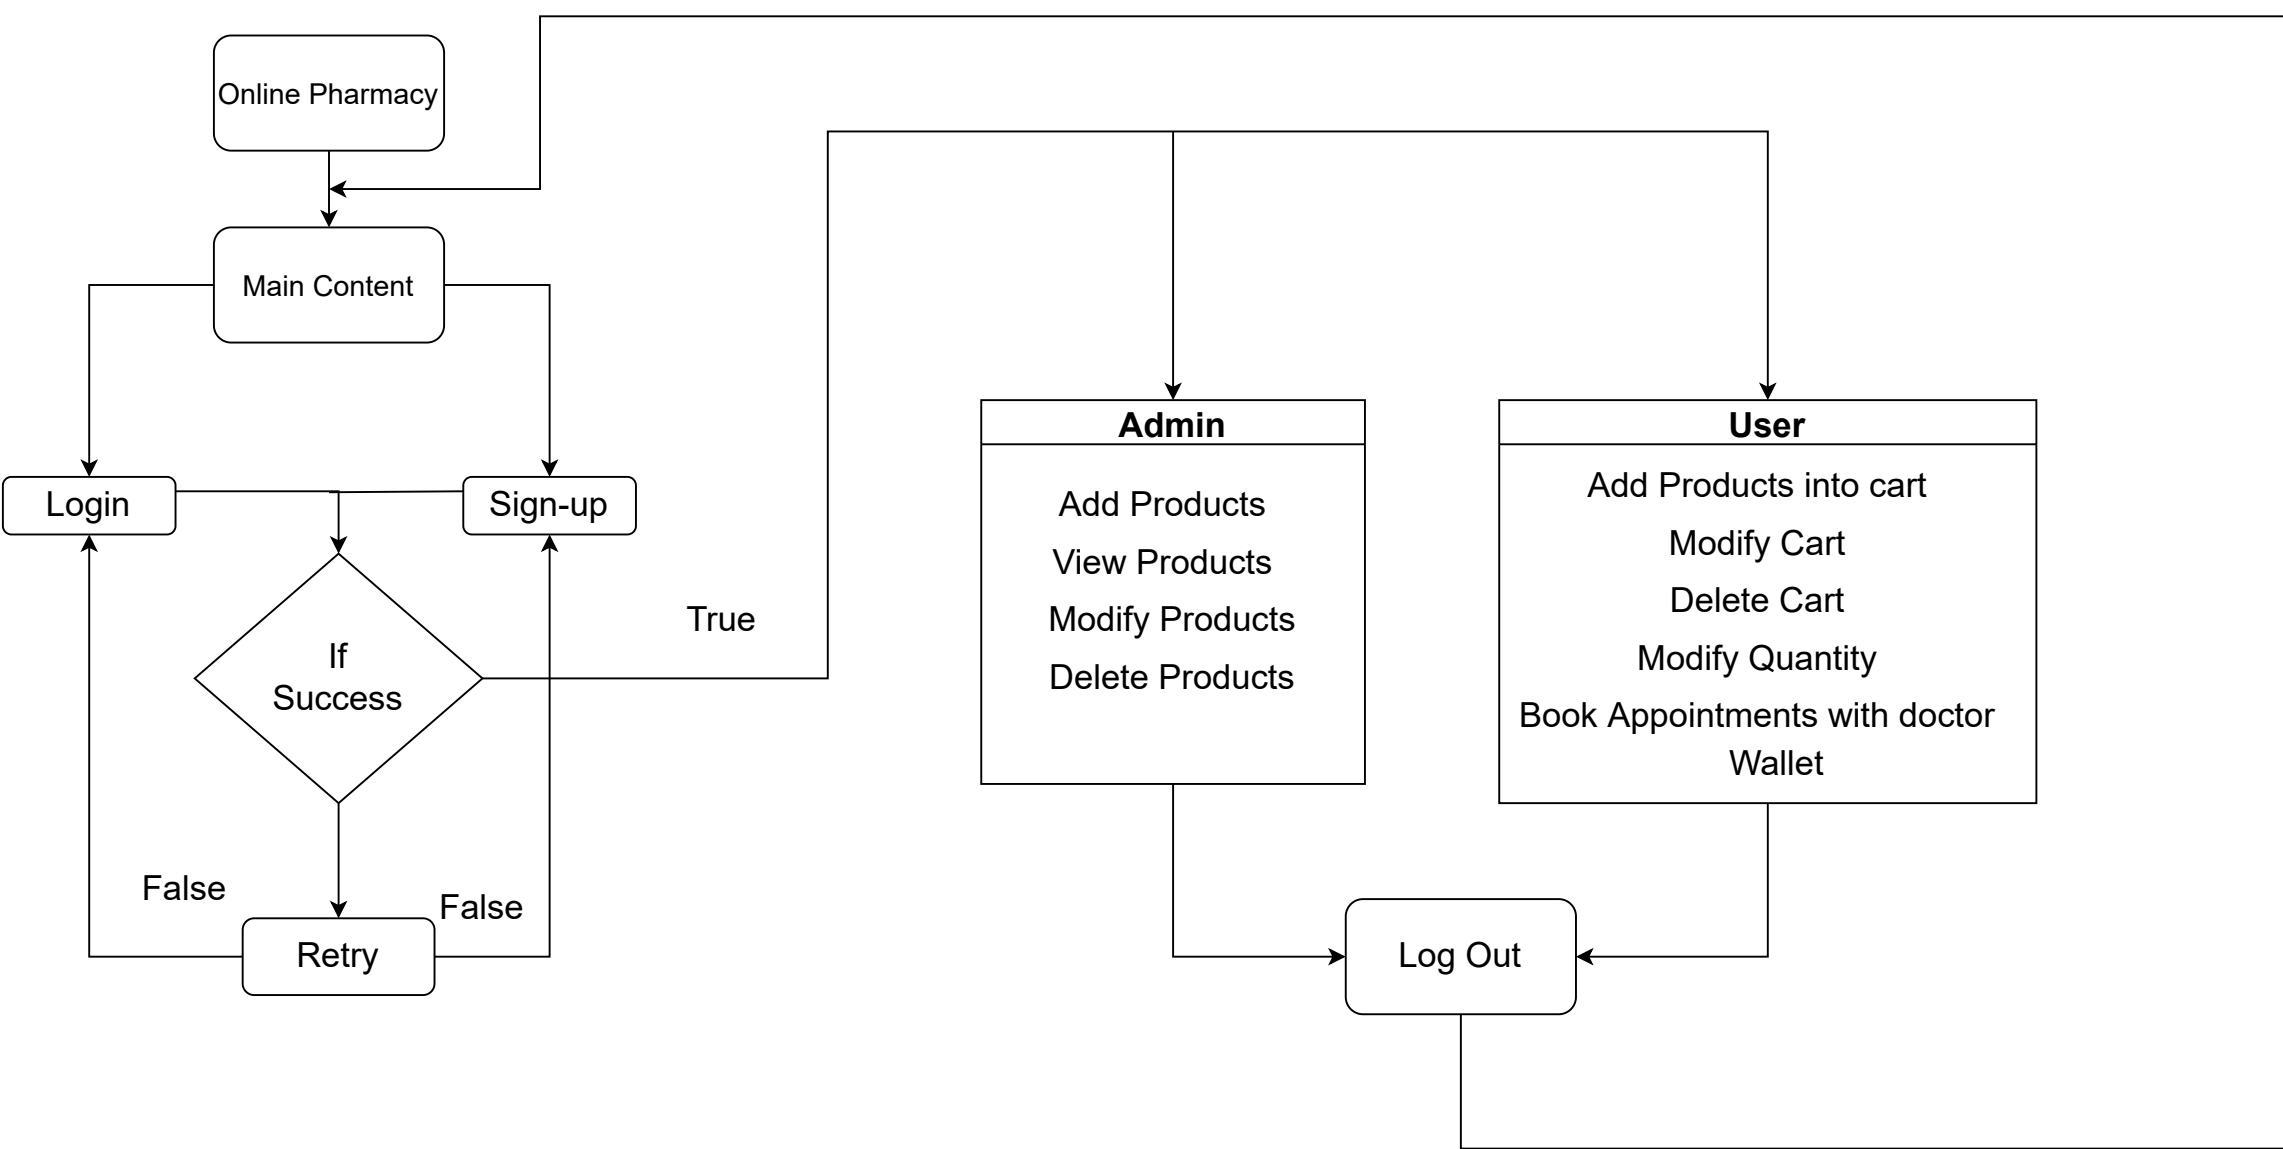 Online Pharmacy
Main Content
Login
Sign-up
If
Success
True
False
False
Retry
Admin
Add Products
View Products
Modify Products
Delete Products
User
Add Products into cart
Modify Cart
Delete Cart
Modify Quantity
Book Appointments with doctor
Wallet
Log Out